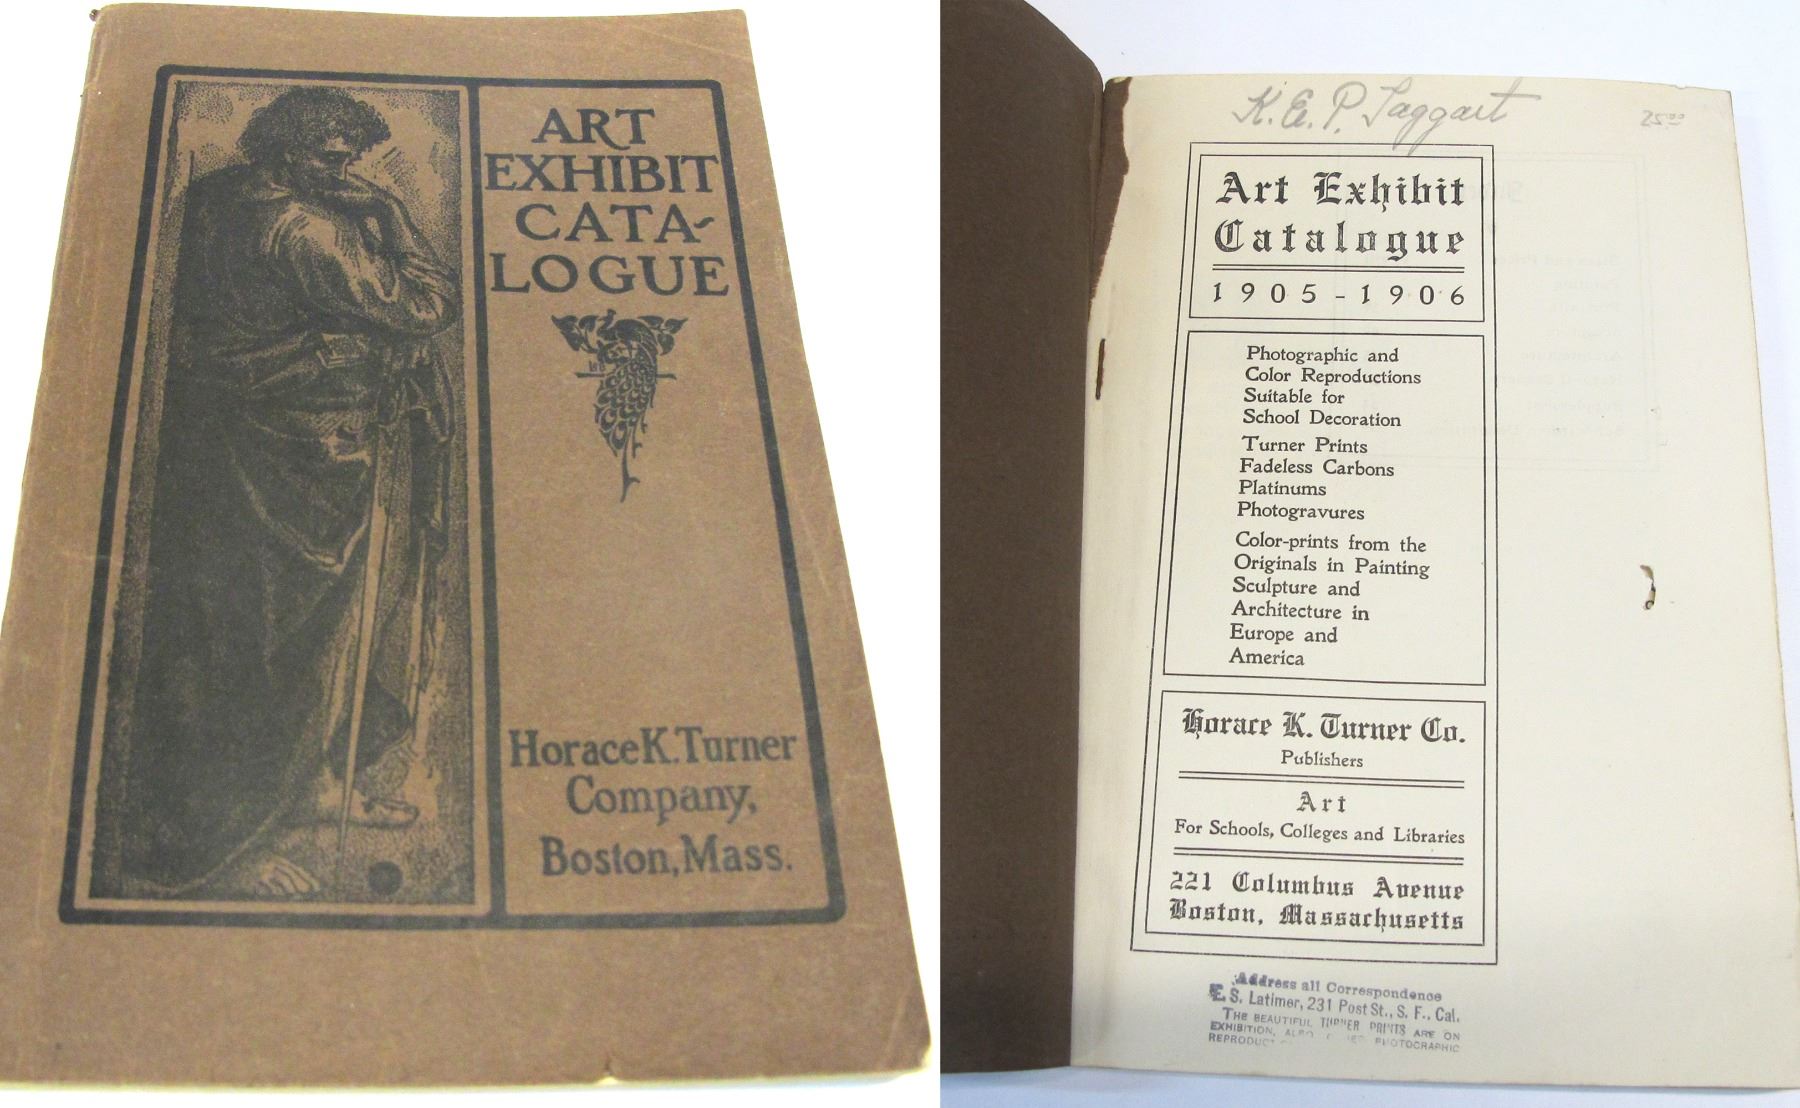 ART
EXHIBIT
CATA-
LOGUE
Horace K. Turner
Company,
Boston, Mass.
K. E. P. Taggart
25.00
Art Exhibit
Catalogue
1905-1906
Photographic and
Color Reproductions
Suitable for
School Decoration
Turner Prints
Fadeless Carbons
Platinums
Photogravures
Color-prints from the
Originals in Painting
Sculpture and
Architecture in
Europe and
America
Horace K. Turner Co.
Publishers
Art
For Schools, Colleges and Libraries
221 Columbus Avenue
Boston, Massachusetts
Address all Correspondence
E. S. Latimer, 231 Post St., S. F., Cal.
THE BEAUTIFUL TURNER PRINTS ARE ON
EXHIBITION, PHOTOGRAPHIC